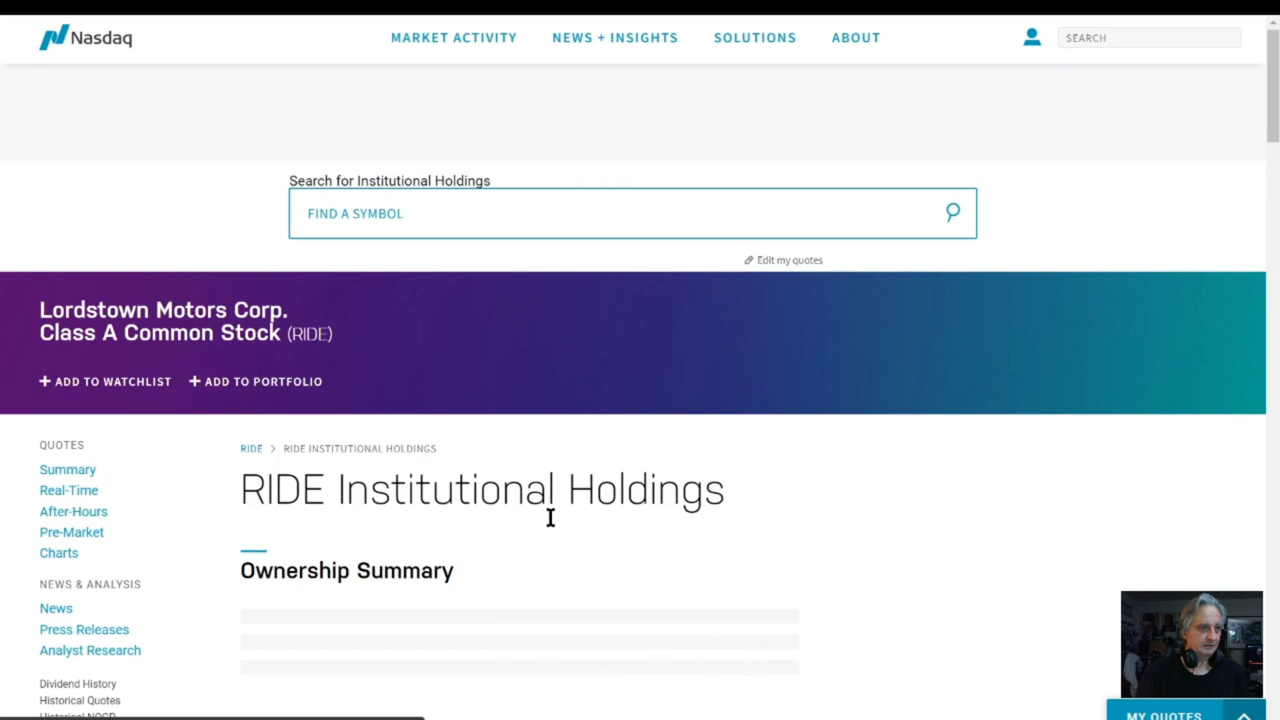 Nasdaq
MARKET ACTIVITY NEWS + INSIGHTS SOLUTIONS ABOUT SEARCH
Search for Institutional Holdings
FIND A SYMBOL
Edit my quotes
Lordstown Motors Corp.
Class A Common Stock (RIDE)
+ ADD TO WATCHLIST + ADD TO PORTFOLIO
QUOTES
Summary
Real-Time
After-Hours
Pre-Market
Charts
NEWS & ANALYSIS
News
Press Releases
Analyst Research
Dividend History
Historical Quotes
Historical NOCP
RIDE > RIDE INSTITUTIONAL HOLDINGS
RIDE Institutional Holdings
Ownership Summary
MY QUOTES